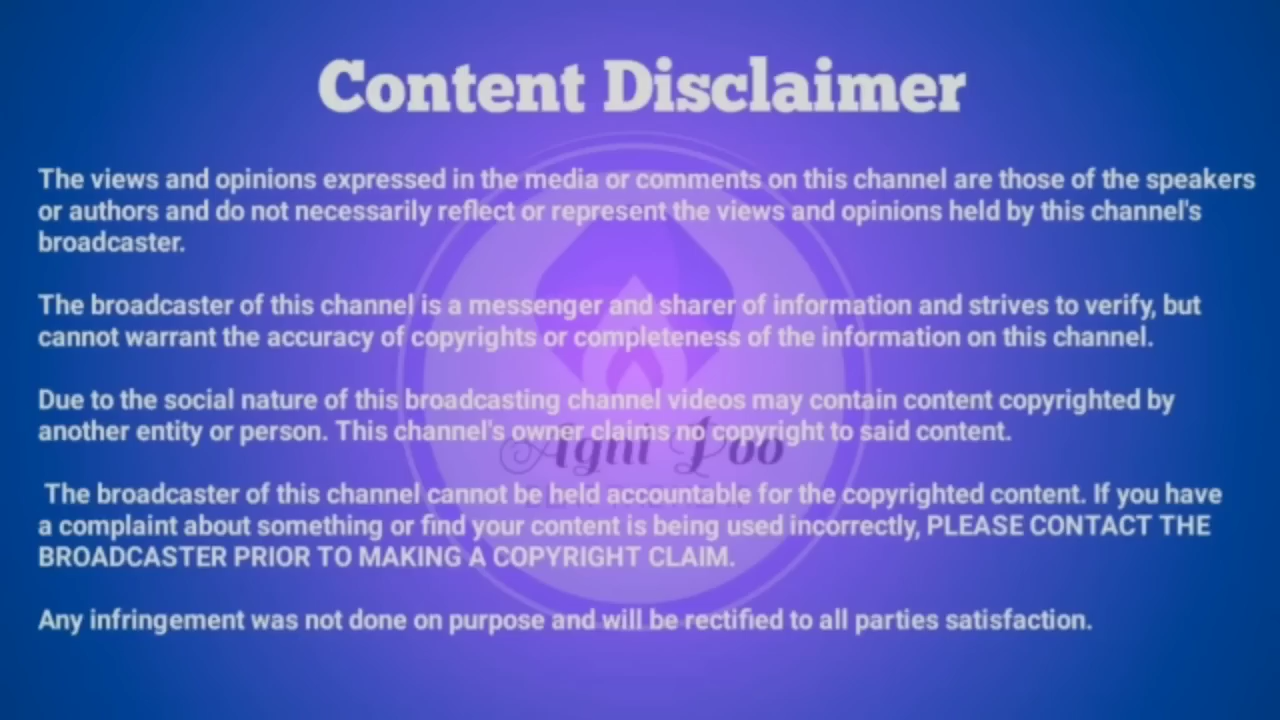 Content Disclaimer
The views and opinions expressed in the media or comments on this channel are those of the speakers
or authors and do not necessarily reflect or represent the views and opinions held by this channel's
broadcaster.
The broadcaster of this channel is a messenger and sharer of information and strives to verify, but
cannot warrant the accuracy of copyrights or completeness of the information on this channel.
Due to the social nature of this broadcasting channel videos may contain content copyrighted by
another entity or person. This channel's owner claims no copyright to said content.
Agni Poo
The broadcaster of this channel cannot be held accountable for the copyrighted content. If you have
a complaint about something or find your content is being used incorrectly, PLEASE CONTACT THE
BROADCASTER PRIOR TO MAKING A COPYRIGHT CLAIM.
Any infringement was not done on purpose and will be rectified to all parties satisfaction.